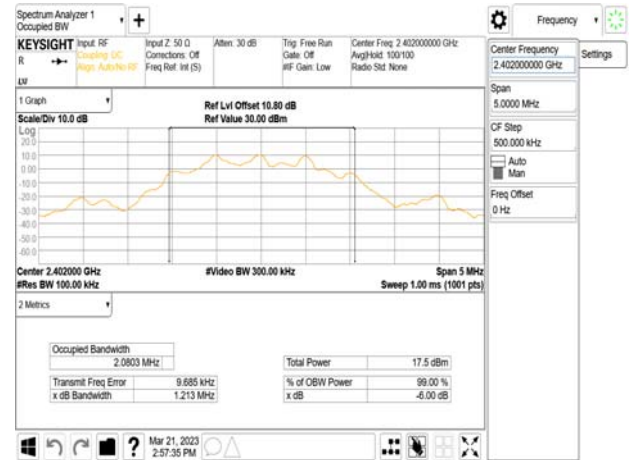 Spectrum Analyzer 1
Occupied BW
Frequency
KEYSIGHT
R
Input: RF
Coupling: DC
Align: Auto/No RF
Input Z: 50 Ω
Corrections: Off
Freq Ref: Int (S)
Atten: 30 dB
Trig: Free Run
Gate: Off
#IF Gain: Low
Center Freq: 2.402000000 GHz
Avg|Hold: 100/100
Radio Std: None
1 Graph
Scale/Div 10.0 dB
Ref Lvl Offset 10.80 dB
Ref Value 30.00 dBm
Log
20.0
10.0
0.00
-10.0
-20.0
-30.0
-40.0
-50.0
-60.0
Center 2.402000 GHz
#Res BW 100.00 kHz
#Video BW 300.00 kHz
Span 5 MHz
Sweep 1.00 ms (1001 pts)
2 Metrics
Occupied Bandwidth
2.0803 MHz
Total Power 17.5 dBm
Transmit Freq Error 9.685 kHz
% of OBW Power 99.00 %
x dB Bandwidth 1.213 MHz
x dB -6.00 dB
?
Mar 21, 2023
2:57:35 PM
Center Frequency
2.402000000 GHz
Settings
Span
5.0000 MHz
CF Step
500.000 kHz
Auto
Man
Freq Offset
0 Hz